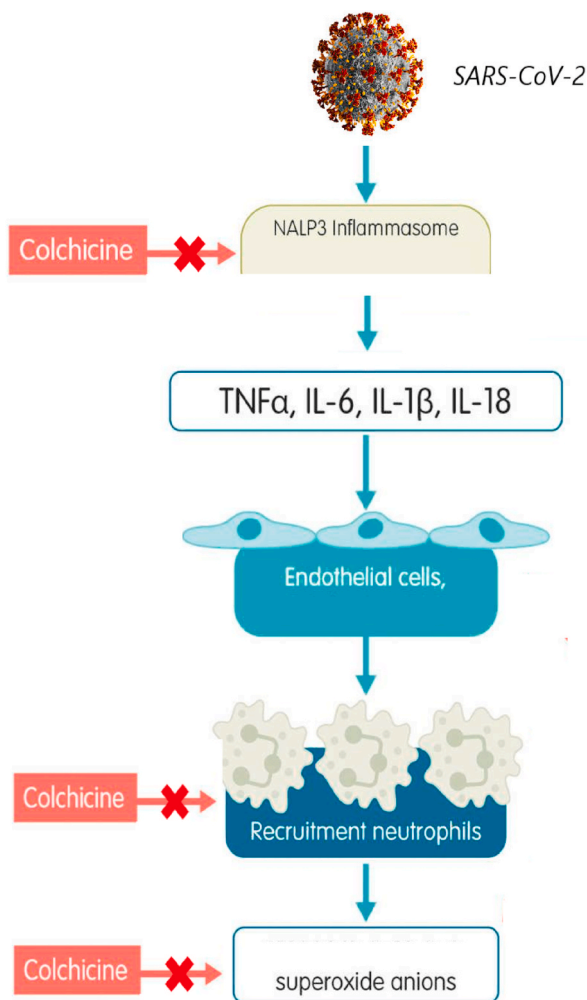 SARS-CoV-2
NALP3 Inflammasome
Colchicine
TNFα, IL-6, IL-1β, IL-18
Endothelial cells,
Colchicine
Recruitment neutrophils
Colchicine
superoxide anions